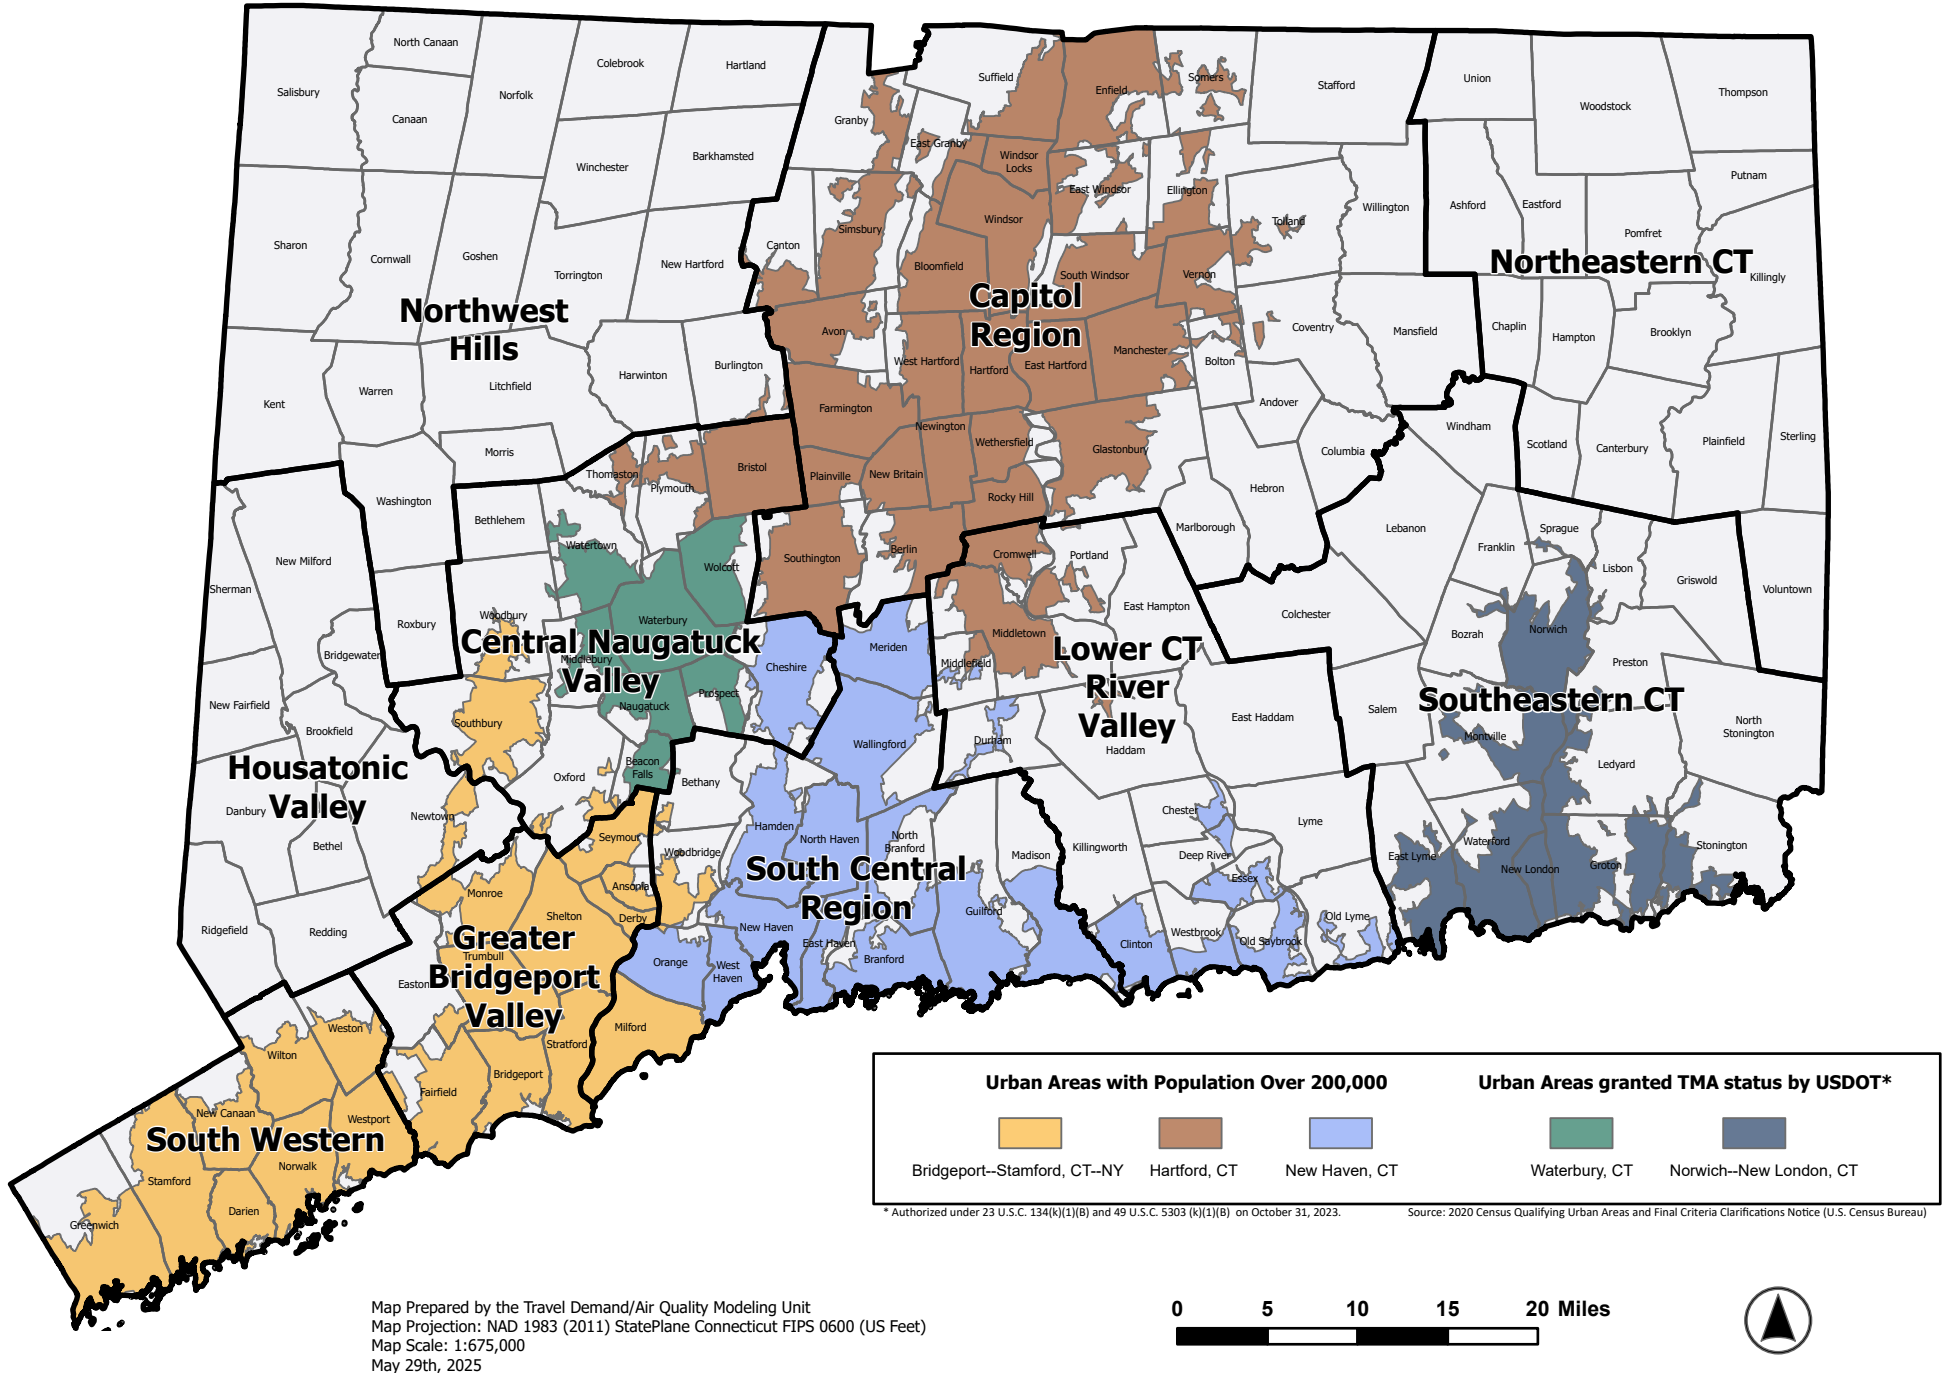 North Canaan
Colebrook
Hartland
Salisbury
Canaan
Norfolk
Granby
Suffield
Enfield
Somers
Stafford
Union
Woodstock
Thompson
Winchester
Barkhamsted
East Granby
Windsor
Locks
East Windsor
Ellington
Tolland
Willington
Ashford
Eastford
Putnam
Sharon
Cornwall
Goshen
Torrington
New Hartford
Canton
Simsbury
Windsor
Bloomfield
South Windsor
Vernon
Pomfret
Killingly
Northeastern CT
Northwest
Hills
Capitol
Region
Avon
West Hartford
Hartford
East Hartford
Manchester
Bolton
Coventry
Mansfield
Chaplin
Hampton
Brooklyn
Kent
Warren
Litchfield
Harwinton
Burlington
Farmington
Newington
Wethersfield
Glastonbury
Andover
Columbia
Windham
Scotland
Canterbury
Plainfield
Sterling
Morris
Thomaston
Plymouth
Bristol
Plainville
New Britain
Rocky Hill
Hebron
Washington
Bethlehem
Watertown
Wolcott
Southington
Berlin
Cromwell
Portland
Marlborough
Lebanon
Franklin
Sprague
Lisbon
Griswold
Voluntown
New Milford
Sherman
Roxbury
Woodbury
Waterbury
Middletown
East Hampton
Colchester
Bozrah
Norwich
Preston
Bridgewater
Central Naugatuck
Valley
Middlebury
Prospect
Naugatuck
Cheshire
Meriden
Middlefield
Lower CT
River
Valley
Southeastern CT
New Fairfield
Brookfield
Southbury
Wallingford
Durham
Haddam
East Haddam
Salem
Montville
Ledyard
North
Stonington
Housatonic
Valley
Danbury
Newtown
Bethel
Oxford
Beacon
Falls
Bethany
Seymour
Hamden
North Haven
North
Branford
Madison
Killingworth
Chester
Deep River
Essex
Lyme
East Lyme
Waterford
New London
Groton
Stonington
Woodbridge
Ansonia
Derby
Monroe
Shelton
South Central
Region
Ridgefield
Redding
Greater
Bridgeport
Valley
Trumbull
Easton
Orange
New Haven
West
Haven
East Haven
Branford
Guilford
Clinton
Westbrook
Old Saybrook
Old Lyme
Weston
Wilton
Milford
Stratford
Bridgeport
Fairfield
New Canaan
Westport
South Western
Norwalk
Stamford
Darien
Greenwich
Urban Areas with Population Over 200,000
Urban Areas granted TMA status by USDOT*
Bridgeport--Stamford, CT--NY
Hartford, CT
New Haven, CT
Waterbury, CT
Norwich--New London, CT
* Authorized under 23 U.S.C. 134(k)(1)(B) and 49 U.S.C. 5303 (k)(1)(B) on October 31, 2023.
Source: 2020 Census Qualifying Urban Areas and Final Criteria Clarifications Notice (U.S. Census Bureau)
Map Prepared by the Travel Demand/Air Quality Modeling Unit
Map Projection: NAD 1983 (2011) StatePlane Connecticut FIPS 0600 (US Feet)
Map Scale: 1:675,000
May 29th, 2025
0 5 10 15 20 Miles